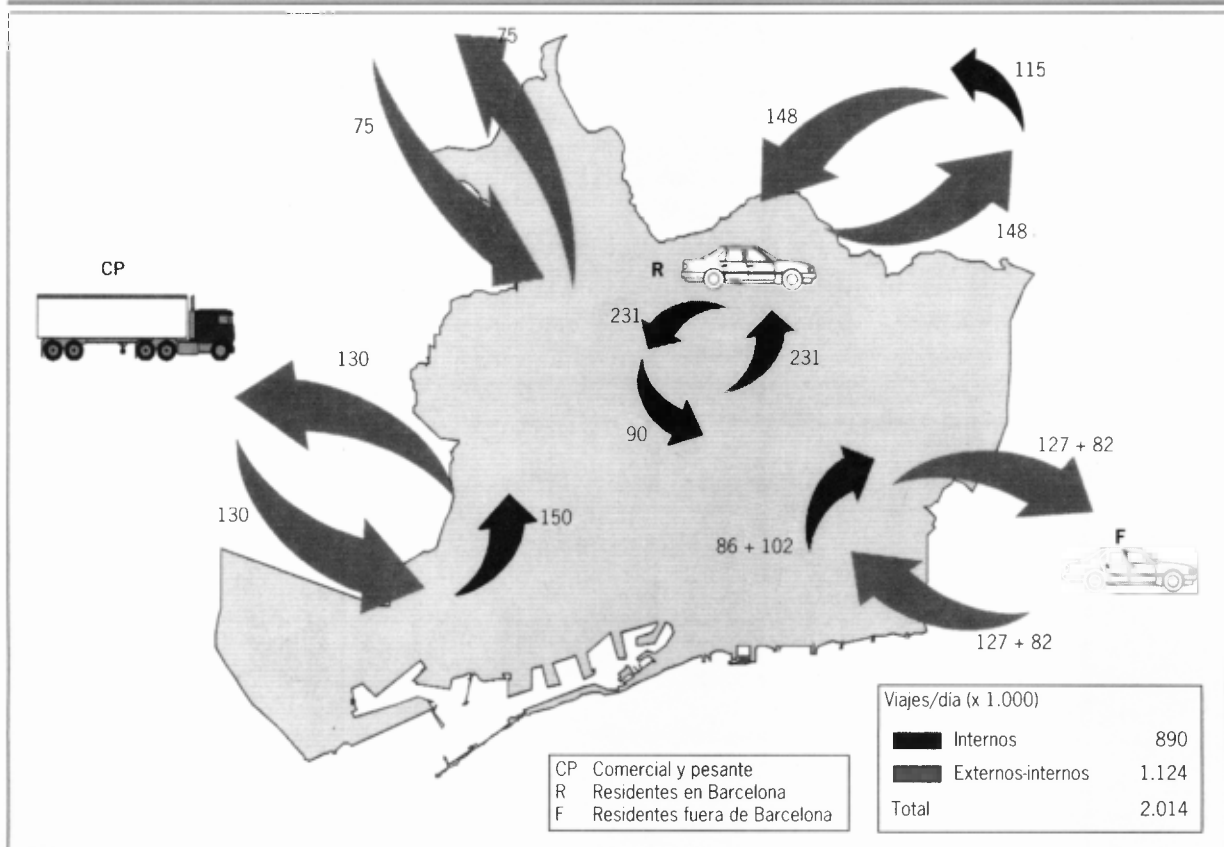 75
115
148
75
148
CP
R
231
130
231
90
127 + 82
130
150
86 + 102
F
127 + 82
Viajes/día (x 1.000)
Internos 890
Externos-internos 1.124
Total 2.014
CP Comercial y pesante
R Residentes en Barcelona
F Residentes fuera de Barcelona